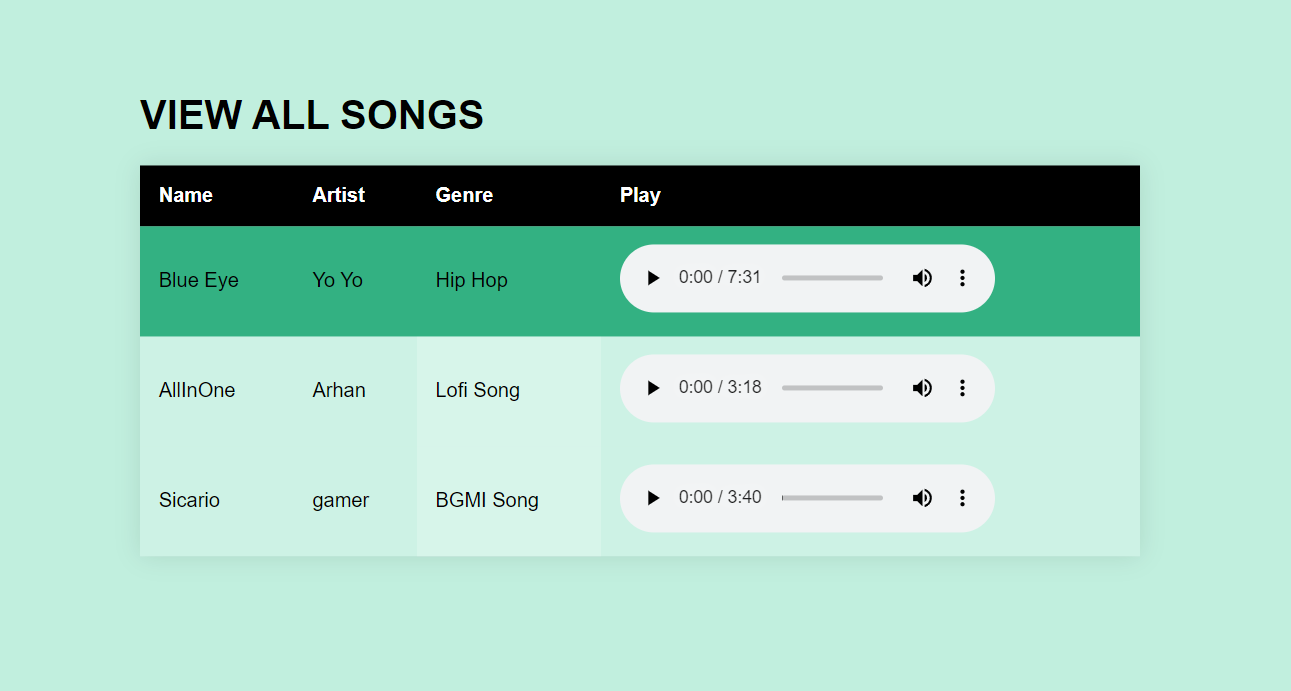 VIEW ALL SONGS
Name Artist Genre Play
Blue Eye Yo Yo Hip Hop 0:00 / 7:31
AllInOne Arhan Lofi Song 0:00 / 3:18
Sicario gamer BGMI Song 0:00 / 3:40